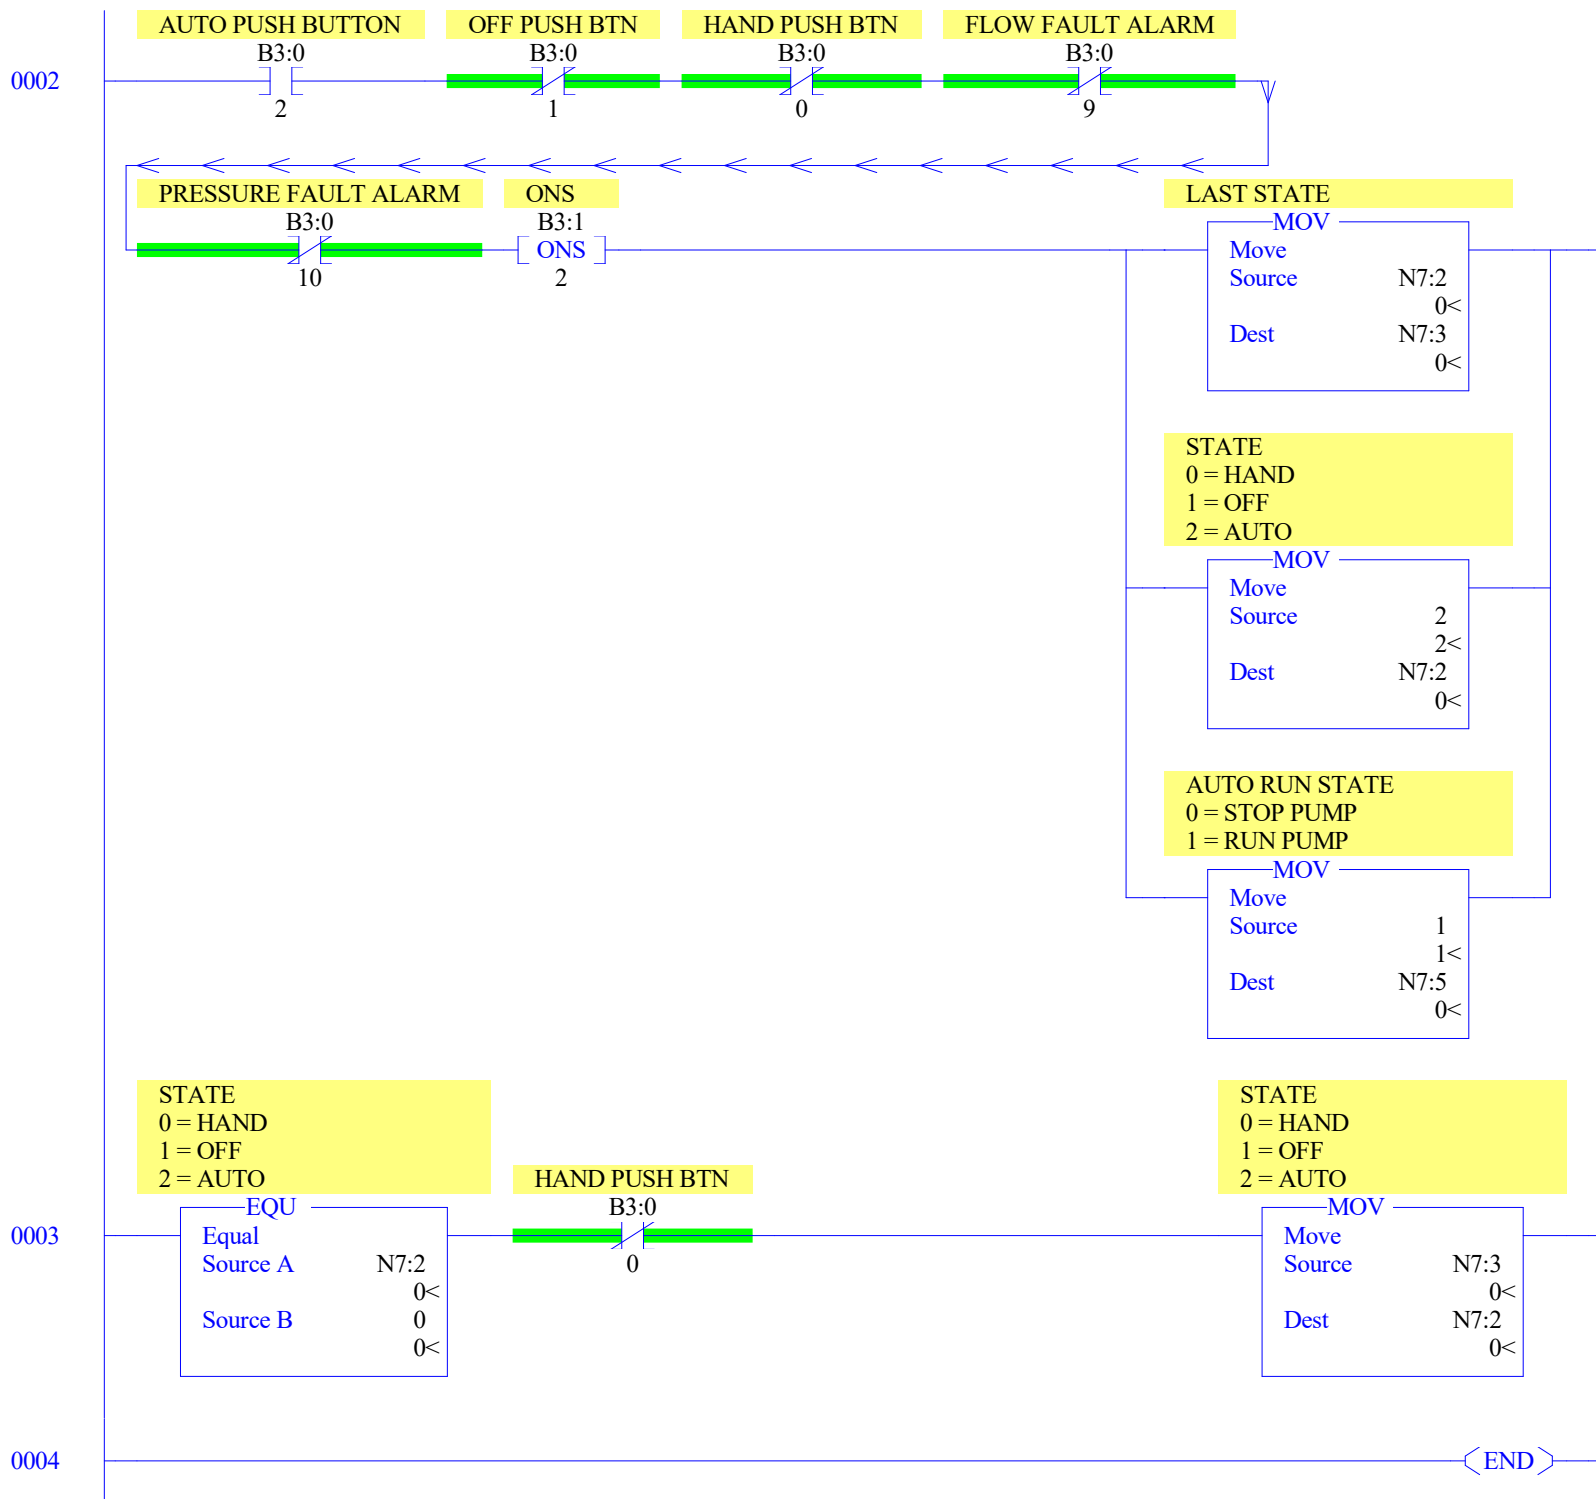 AUTO PUSH BUTTON OFF PUSH BTN HAND PUSH BTN FLOW FAULT ALARM
B3:0 B3:0 B3:0 B3:0
0002
2 1 0 9
PRESSURE FAULT ALARM ONS LAST STATE
B3:0 B3:1 MOV
ONS Move
10 2 Source N7:2
0<
Dest N7:3
0<
STATE
0 = HAND
1 = OFF
2 = AUTO
MOV
Move
Source 2
2<
Dest N7:2
0<
AUTO RUN STATE
0 = STOP PUMP
1 = RUN PUMP
MOV
Move
Source 1
1<
Dest N7:5
0<
STATE STATE
0 = HAND 0 = HAND
1 = OFF 1 = OFF
2 = AUTO HAND PUSH BTN 2 = AUTO
EQU B3:0 MOV
0003 Equal Move
Source A N7:2 0 Source N7:3
0< 0<
Source B 0 Dest N7:2
0< 0<
0004 END